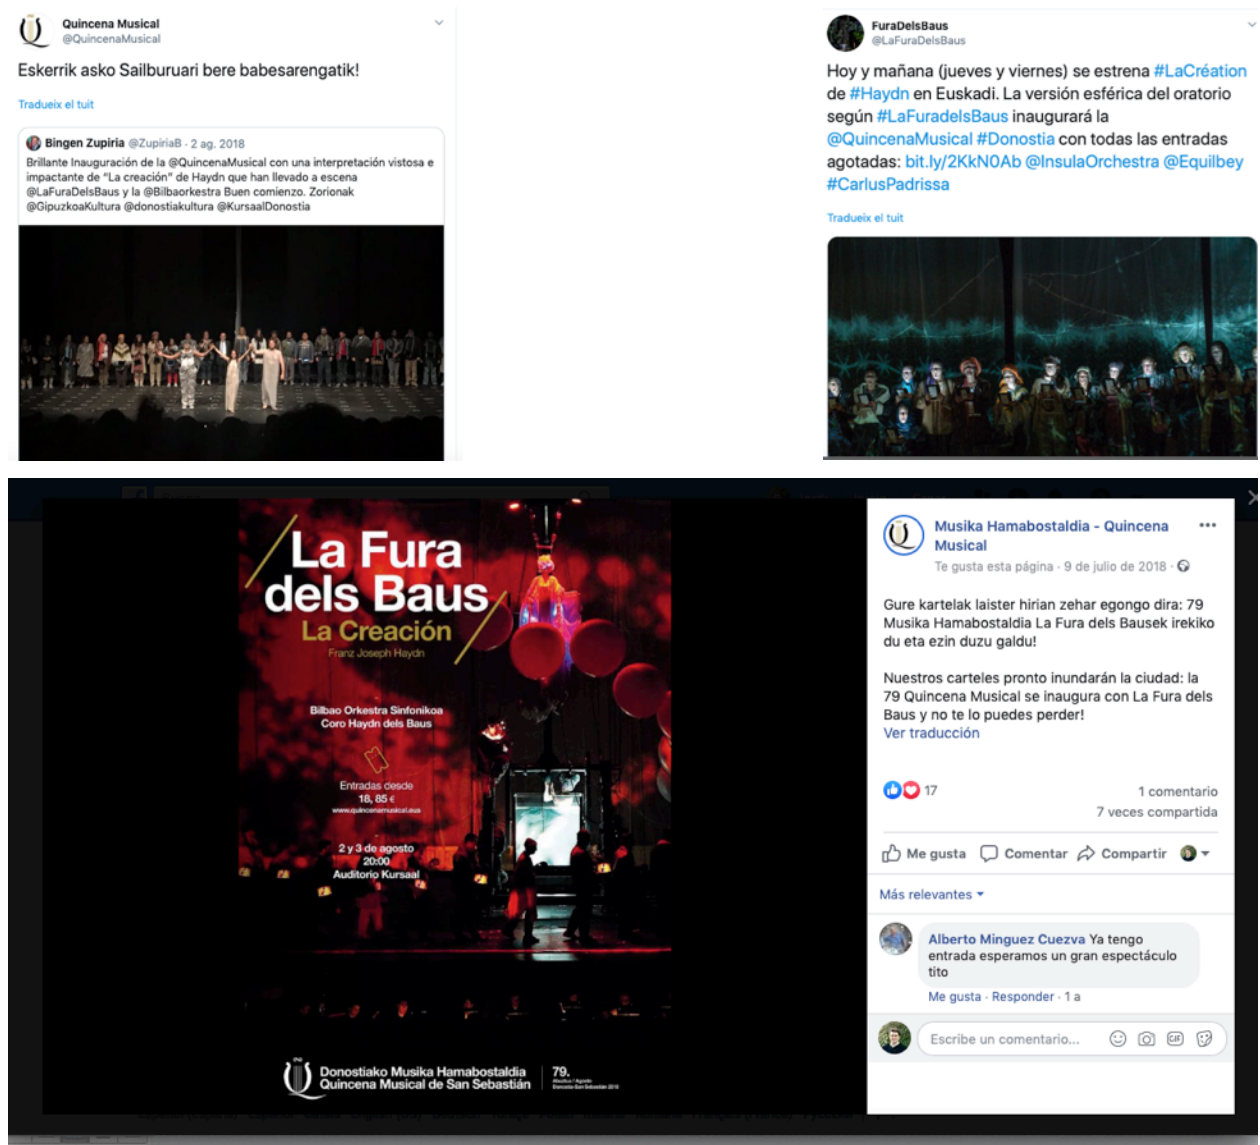 Quincena Musical
@QuincenaMusical
Eskerrik asko Sailburuari bere babesarengatik!
Tradueix el tuit
Bingen Zupiria @ZupiriaB · 2 ag. 2018
Brillante Inauguración de la @QuincenaMusical con una interpretación vistosa e
impactante de “La creación” de Haydn que han llevado a escena
@LaFuraDelsBaus y la @Bilbaorkestra Buen comienzo. Zorionak
@GipuzkoaKultura @donostiakultura @KursaalDonostia
FuraDelsBaus
@LaFuraDelsBaus
Hoy y mañana (jueves y viernes) se estrena #LaCréation
de #Haydn en Euskadi. La versión esférica del oratorio
según #LaFuradelsBaus inaugurará la
@QuincenaMusical #Donostia con todas las entradas
agotadas: bit.ly/2KkN0Ab @InsulaOrchestra @Equilbey
#CarlusPadrissa
Tradueix el tuit
La Fura
dels Baus
La Creación
Franz Joseph Haydn
Bilbao Orkestra Sinfonikoa
Coro Haydn dels Baus
Entradas desde
18, 85 €
www.quincenamusical.eus
2 y 3 de agosto
20:00
Auditorio Kursaal
Donostiako Musika Hamabostaldia
Quincena Musical de San Sebastián
79.
Abuztua / Agosto
Donostia-San Sebastián 2018
Musika Hamabostaldia - Quincena
Musical
Te gusta esta página · 9 de julio de 2018 ·
Gure kartelak laister hirian zehar egongo dira: 79
Musika Hamabostaldia La Fura dels Bausek irekiko
du eta ezin duzu galdu!
Nuestros carteles pronto inundarán la ciudad: la
79 Quincena Musical se inaugura con La Fura dels
Baus y no te lo puedes perder!
Ver traducción
17
1 comentario
7 veces compartida
Me gusta Comentar Compartir
Más relevantes
Alberto Minguez Cuezva Ya tengo
entrada esperamos un gran espectáculo
tito
Me gusta · Responder · 1 a
Escribe un comentario...
GIF